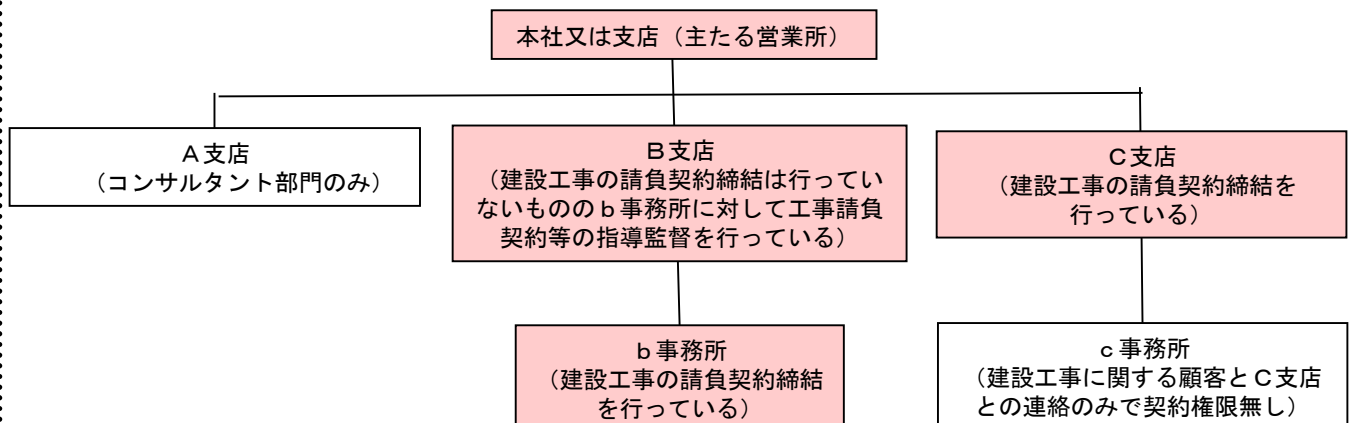 本社又は支店（主たる営業所）
Ａ支店
（コンサルタント部門のみ）
Ｂ支店
（建設工事の請負契約締結は行ってい
ないもののｂ事務所に対して工事請負
契約等の指導監督を行っている）
Ｃ支店
（建設工事の請負契約締結を
行っている）
ｂ事務所
（建設工事の請負契約締結
を行っている）
ｃ事務所
（建設工事に関する顧客とＣ支店
との連絡のみで契約権限無し）